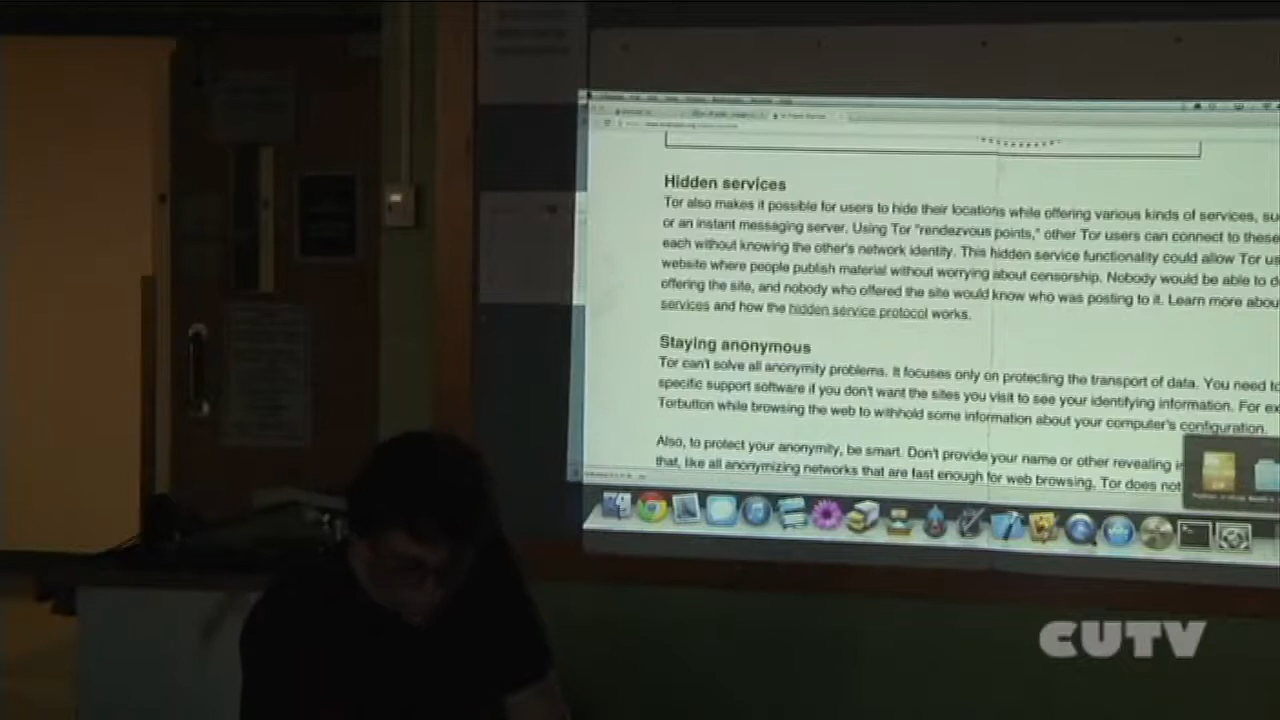 Hidden services
Tor also makes it possible for users to hide their locations while offering various kinds of services, su
or an instant messaging server. Using Tor "rendezvous points," other Tor users can connect to these
each without knowing the other's network identity. This hidden service functionality could allow Tor us
website where people publish material without worrying about censorship. Nobody would be able to d
offering the site, and nobody who offered the site would know who was posting to it. Learn more abou
services and how the hidden service protocol works.
Staying anonymous
Tor can't solve all anonymity problems. It focuses only on protecting the transport of data. You need to
specific support software if you don't want the sites you visit to see your identifying information. For ex
Torbutton while browsing the web to withhold some information about your computer's configuration.
Also, to protect your anonymity, be smart. Don't provide your name or other revealing i
that, like all anonymizing networks that are fast enough for web browsing, Tor does not
CUTV